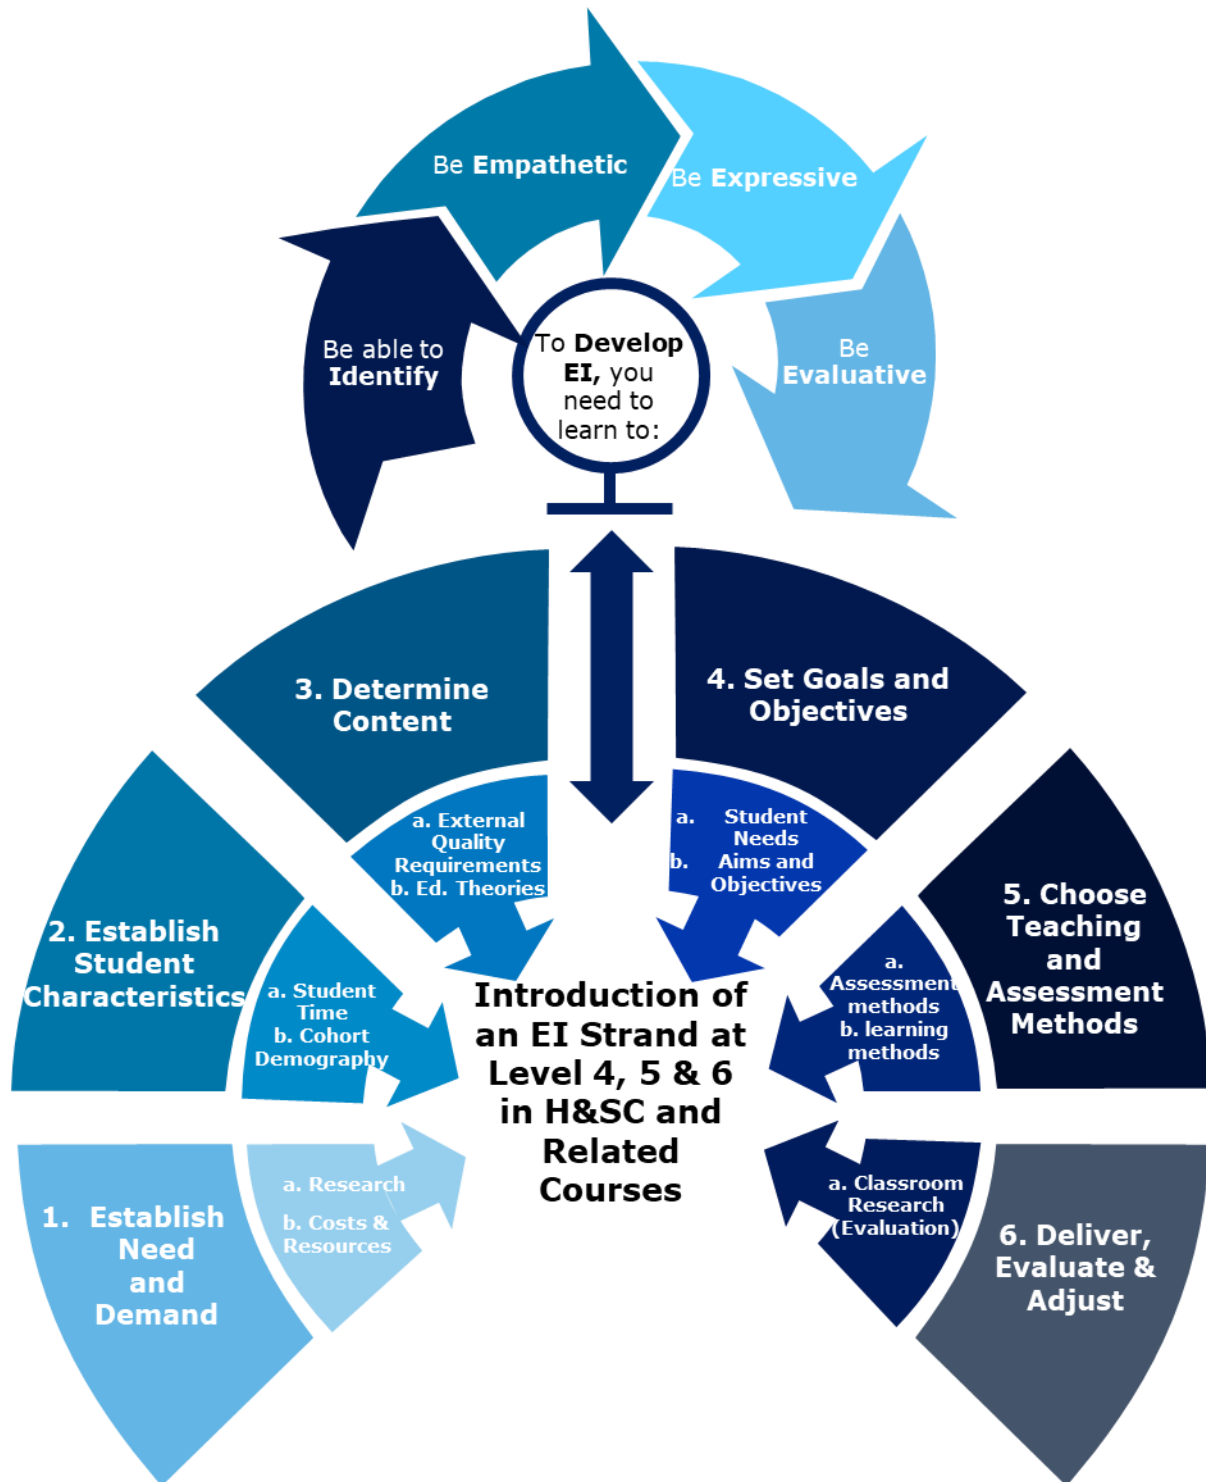 Be Empathetic
Be Expressive
Be able to
Identify
Be
Evaluative
To Develop
EI, you
need to
learn to:
3. Determine
Content
4. Set Goals and
Objectives
a. External
Quality
Requirements
b. Ed. Theories
a. Student
Needs
b. Aims and
Objectives
2. Establish
Student
Characteristics
a. Student
Time
b. Cohort
Demography
5. Choose
Teaching
and
Assessment
Methods
a.
Assessment
methods
b. learning
methods
Introduction of
an EI Strand at
Level 4, 5 & 6
in H&SC and
Related
Courses
1. Establish
Need
and
Demand
a. Research
b. Costs &
Resources
a. Classroom
Research
(Evaluation)
6. Deliver,
Evaluate &
Adjust